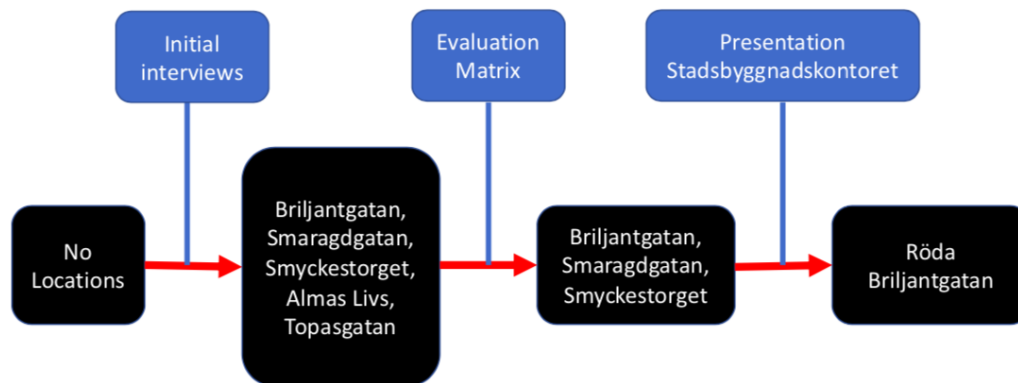 Initial
interviews
Evaluation
Matrix
Presentation
Stadsbyggnadskontoret
No
Locations
Briljantgatan,
Smaragdgatan,
Smyckestorget,
Almas Livs,
Topasgatan
Briljantgatan,
Smaragdgatan,
Smyckestorget
Röda
Briljantgatan